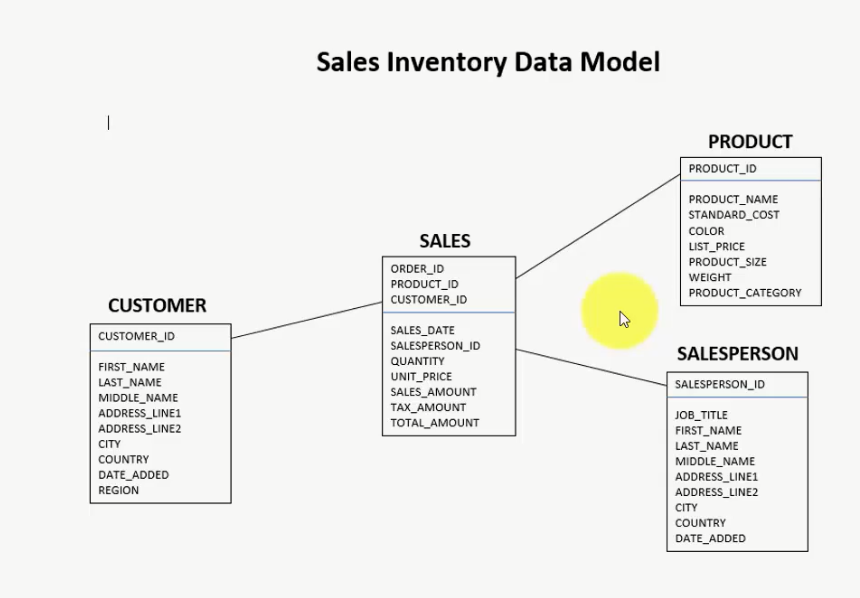 Sales Inventory Data Model
PRODUCT
PRODUCT_ID
PRODUCT_NAME
STANDARD_COST
COLOR
LIST_PRICE
PRODUCT_SIZE
WEIGHT
PRODUCT_CATEGORY
SALES
ORDER_ID
PRODUCT_ID
CUSTOMER_ID
SALES_DATE
SALESPERSON_ID
QUANTITY
UNIT_PRICE
SALES_AMOUNT
TAX_AMOUNT
TOTAL_AMOUNT
CUSTOMER
CUSTOMER_ID
FIRST_NAME
LAST_NAME
MIDDLE_NAME
ADDRESS_LINE1
ADDRESS_LINE2
CITY
COUNTRY
DATE_ADDED
REGION
SALESPERSON
SALESPERSON_ID
JOB_TITLE
FIRST_NAME
LAST_NAME
MIDDLE_NAME
ADDRESS_LINE1
ADDRESS_LINE2
CITY
COUNTRY
DATE_ADDED